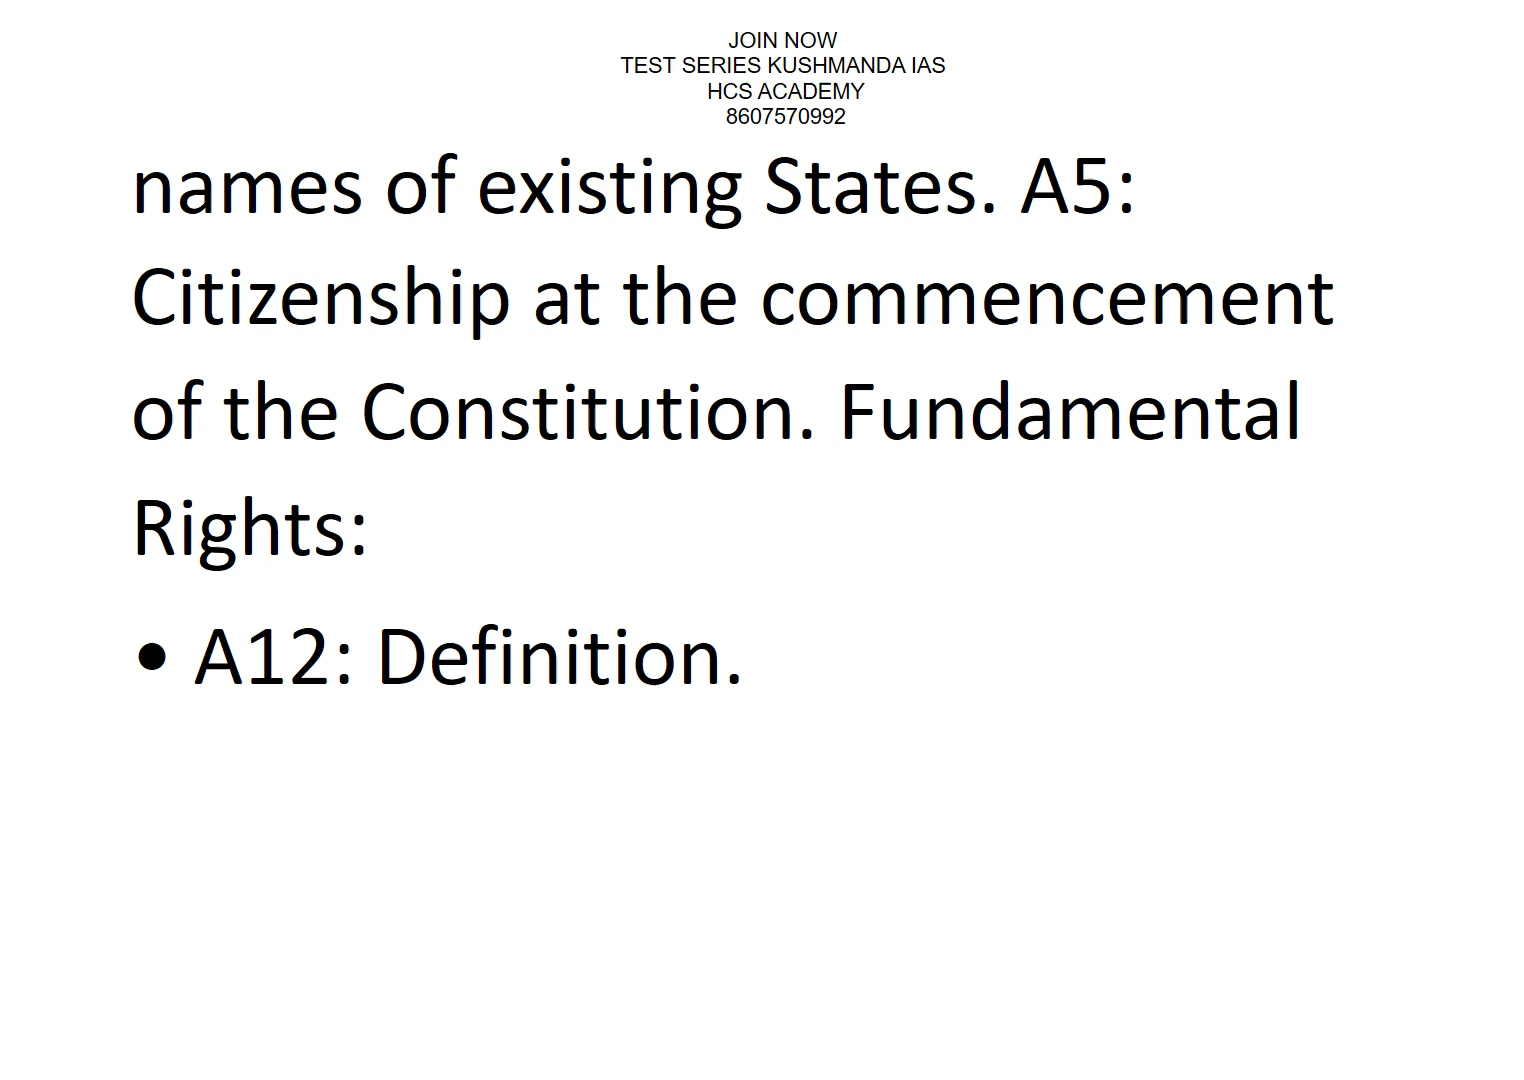 JOIN NOW
TEST SERIES KUSHMANDA IAS
HCS ACADEMY
8607570992
names of existing States. A5:
Citizenship at the commencement
of the Constitution. Fundamental
Rights:
• A12: Definition.